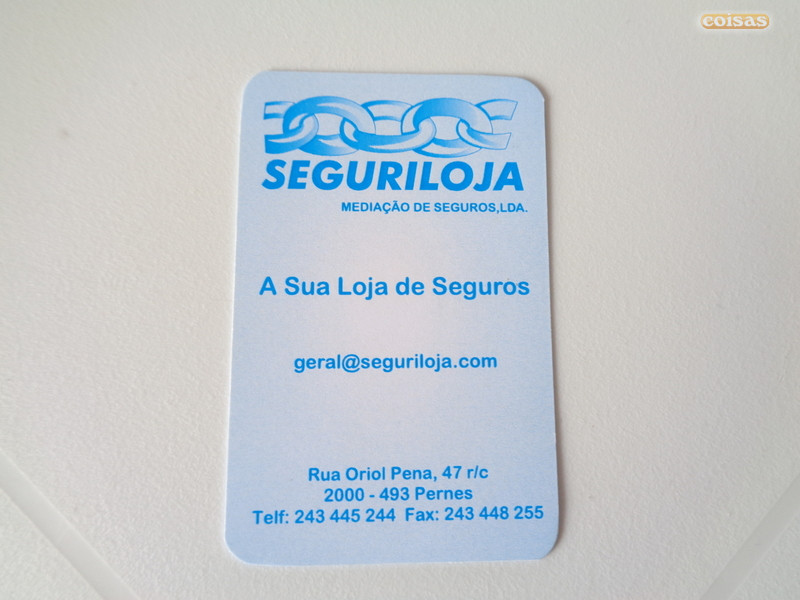 coisas
SEGURILOJA
MEDIAÇÃO DE SEGUROS,LDA.
A Sua Loja de Seguros
geral@seguriloja.com
Rua Oriol Pena, 47 r/c
2000 - 493 Pernes
Telf: 243 445 244 Fax: 243 448 255